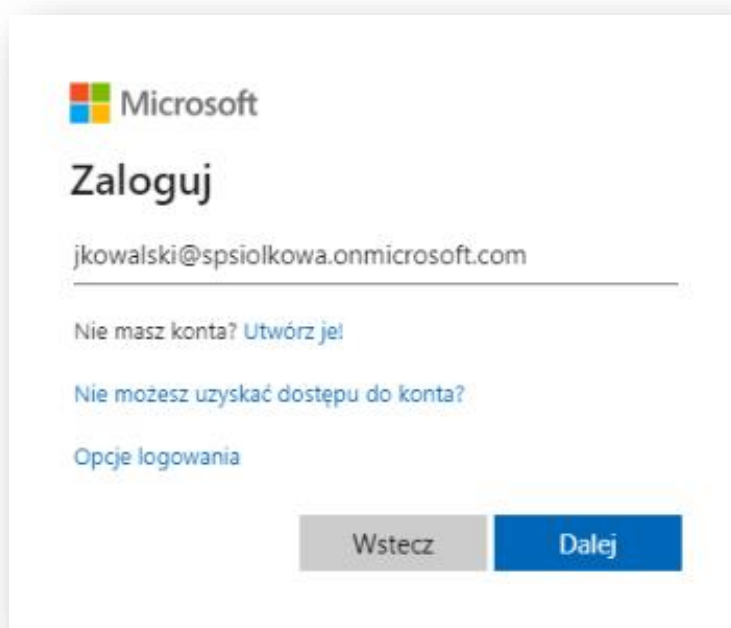 Microsoft
Zaloguj
jkowalski@spsiolkowa.onmicrosoft.com
Nie masz konta? Utwórz je!
Nie możesz uzyskać dostępu do konta?
Opcje logowania
Wstecz Dalej